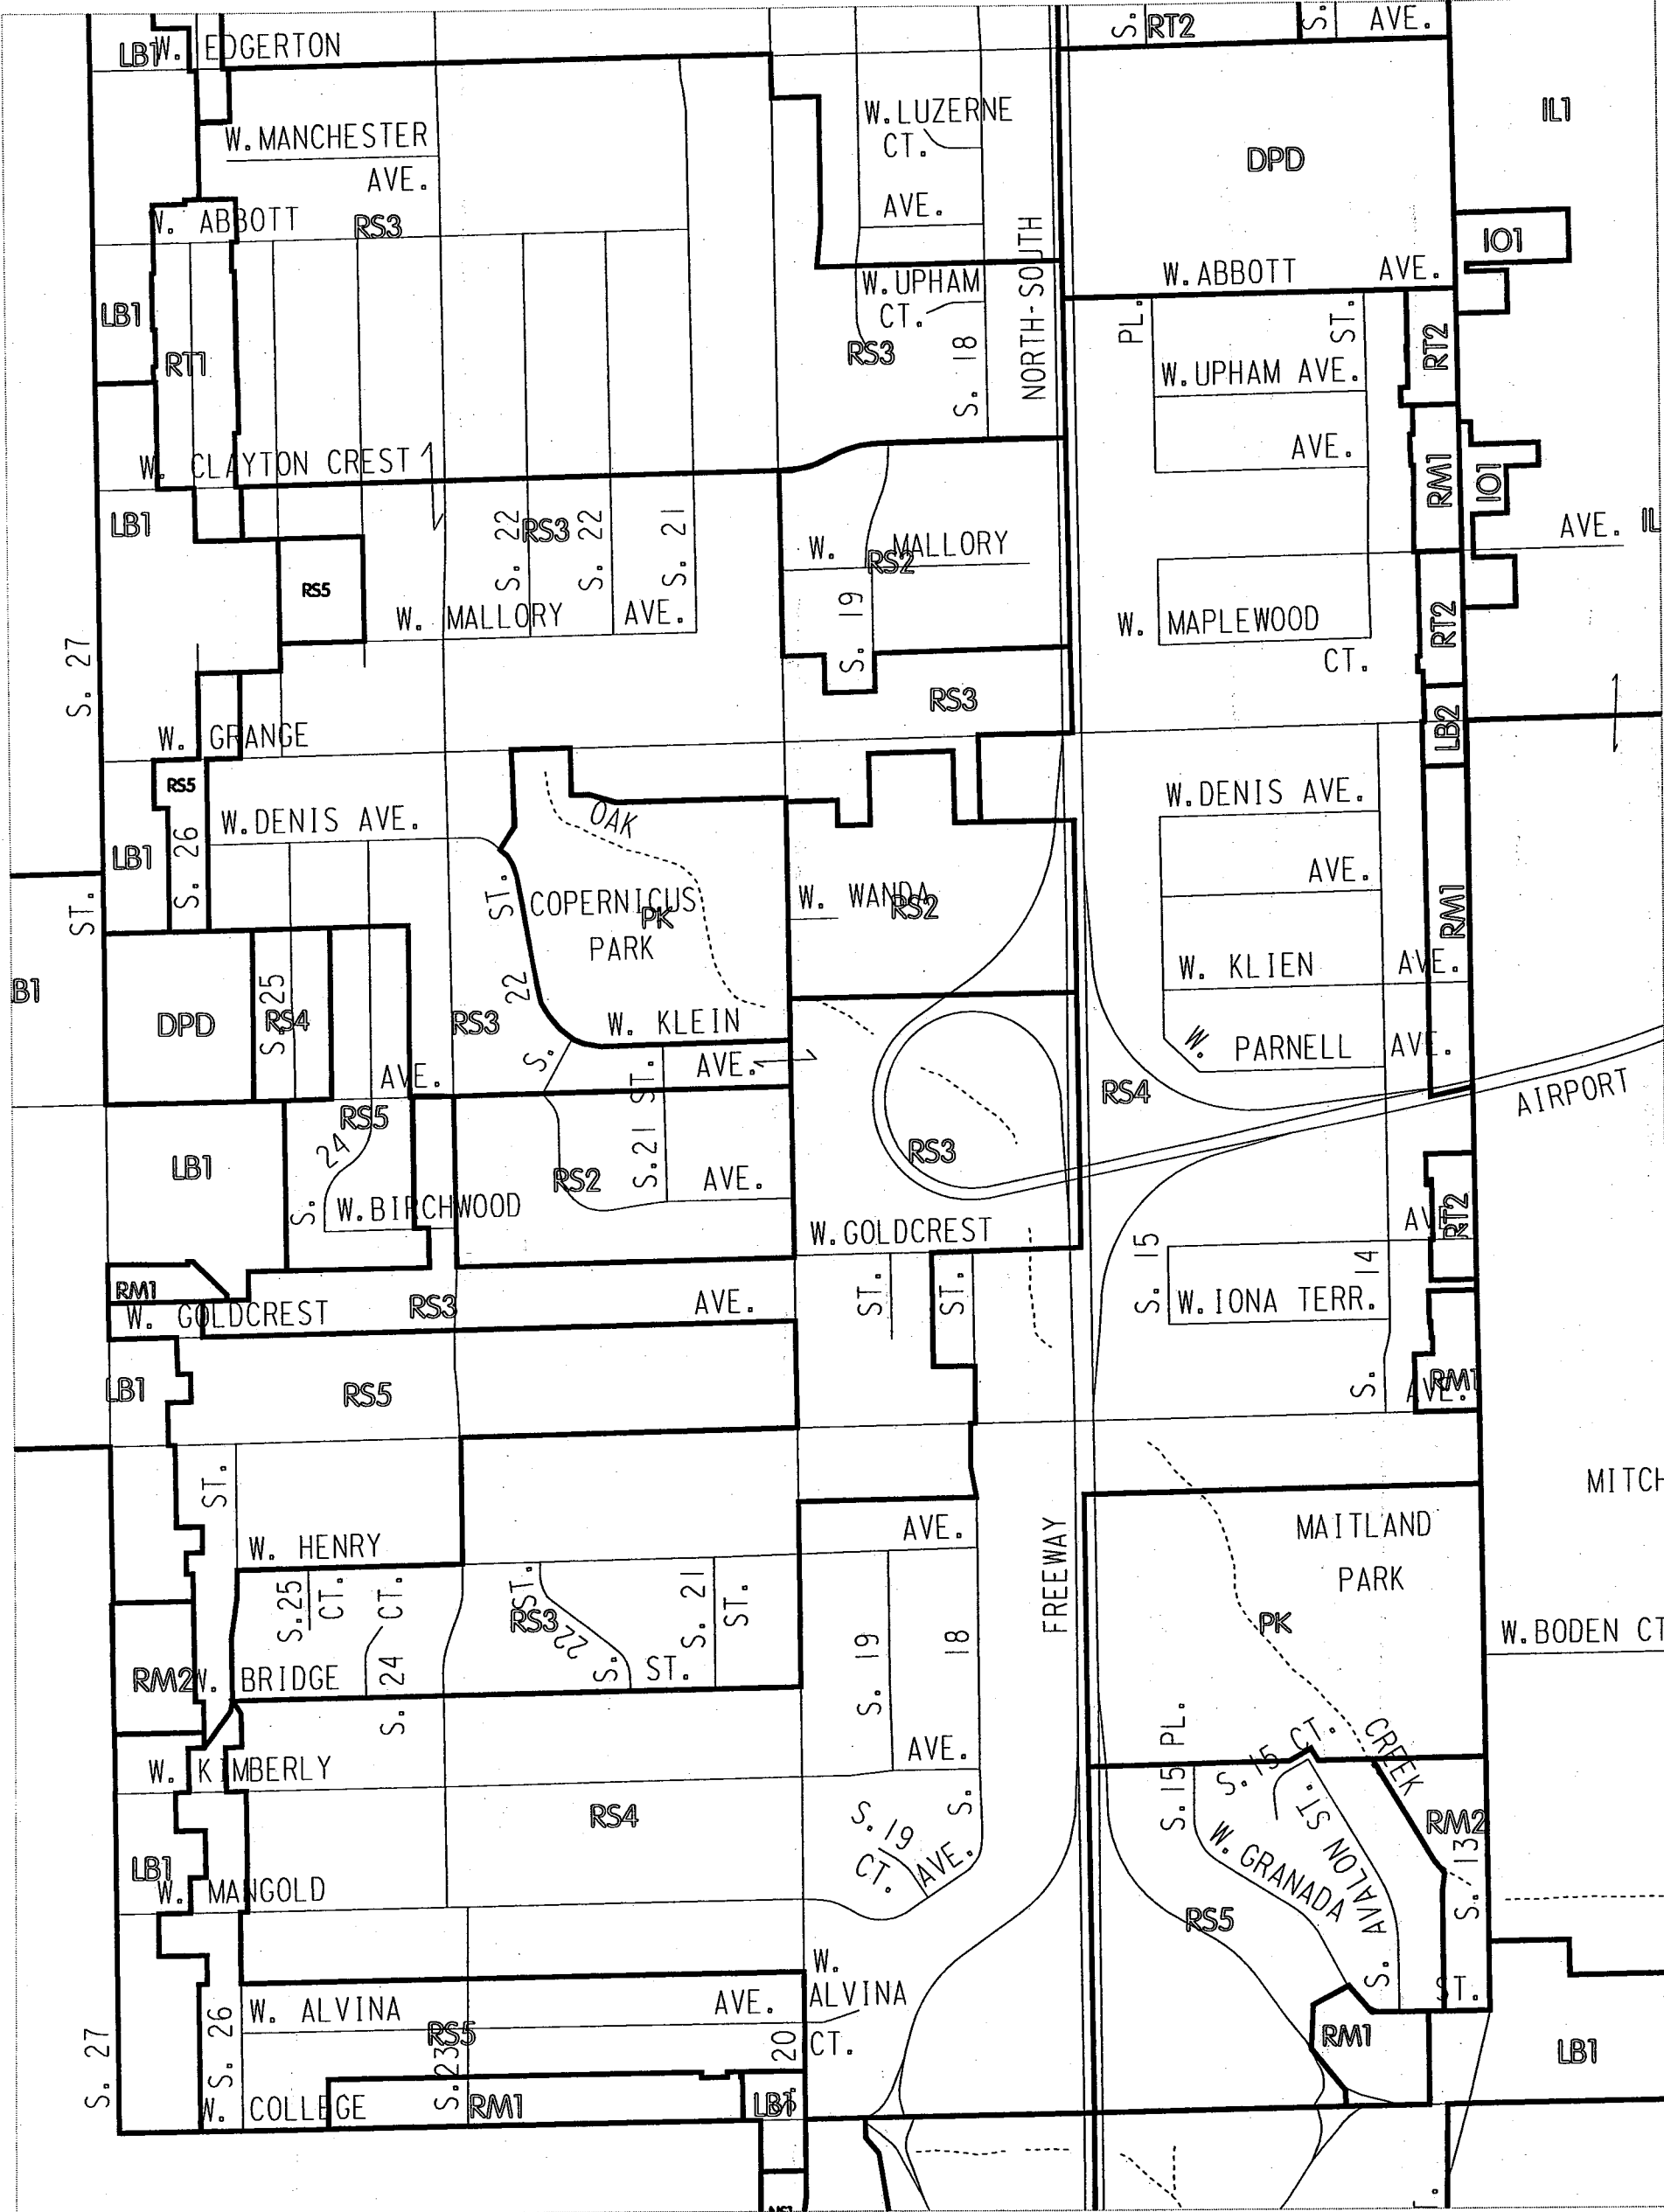 S. RT2 S. AVE.
LB1 W. EDGERTON
W. LUZERNE
CT.
IL1
W. MANCHESTER
AVE.
DPD
AVE.
W. ABBOTT
RS3
IO1
W. ABBOTT AVE.
NORTH-SOUTH
W. UPHAM
CT.
LB1
PL.
ST.
RT2
RT1
RS3
S. 18
W. UPHAM AVE.
AVE.
W. CLAYTON CREST
RM1
IO1
LB1
S. 22
RS3
S. 22
S. 21
W. MALLORY
RS2
AVE.
RS5
S. 19
W. MALLORY AVE.
W. MAPLEWOOD
CT.
RT2
S. 27
RS3
W. GRANGE
LB2
RS5
W. DENIS AVE.
OAK
W. DENIS AVE.
LB1
S. 26
AVE.
ST.
ST.
COPERNICUS
PK
PARK
W. WANDA
RS2
RM1
W. KLIEN AVE.
B1
22
S. 25
DPD
RS4
RS3
W. KLEIN
AVE.
W. PARNELL AVE.
S.
AVE.
RS4
AIRPORT
RS5
24
S.
LB1
S. 21 ST.
RS2
AVE.
RS3
W. BIRCHWOOD
W. GOLDCREST
AVE.
RT2
S. 15
14
S.
RM1
W. GOLDCREST
RS3
AVE.
ST.
ST.
W. IONA TERR.
LB1
RS5
AVE.
RM1
ST.
MITCH
W. HENRY
AVE.
FREEWAY
MAITLAND
PARK
S. 25
CT.
CT.
S. 24
ST.
RS3
22
S.
S. 21
ST.
ST.
S. 19
18
S.
PK
W. BODEN CT
RM2
W. BRIDGE
AVE.
W. KIMBERLY
PL.
S. 15
S. 15 CT.
CREEK
RS4
S. 19
CT.
AVE.
RM2
W. GRANADA
AVALON ST.
S.
S. 13
LB1
W. MANGOLD
RS5
W.
ALVINA
CT.
ST.
W. ALVINA AVE.
RS5
20
S. 27
S. 26
S. 23
RM1
LB1
W. COLLEGE
RM1